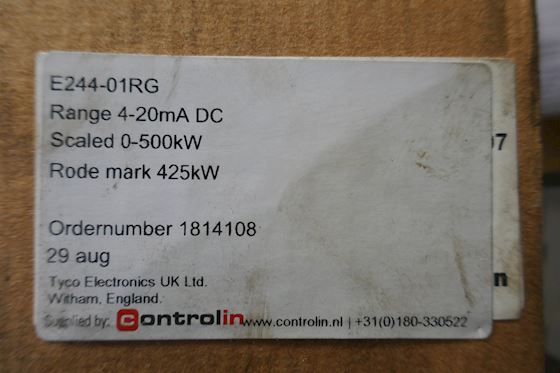 E244-01RG
Range 4-20mA DC
Scaled 0-500kW
Rode mark 425kW
Ordernumber 1814108
29 aug
Tyco Electronics UK Ltd.
Witham, England.
Supplied by: controlin www.controlin.nl | +31(0)180-330522
7
n